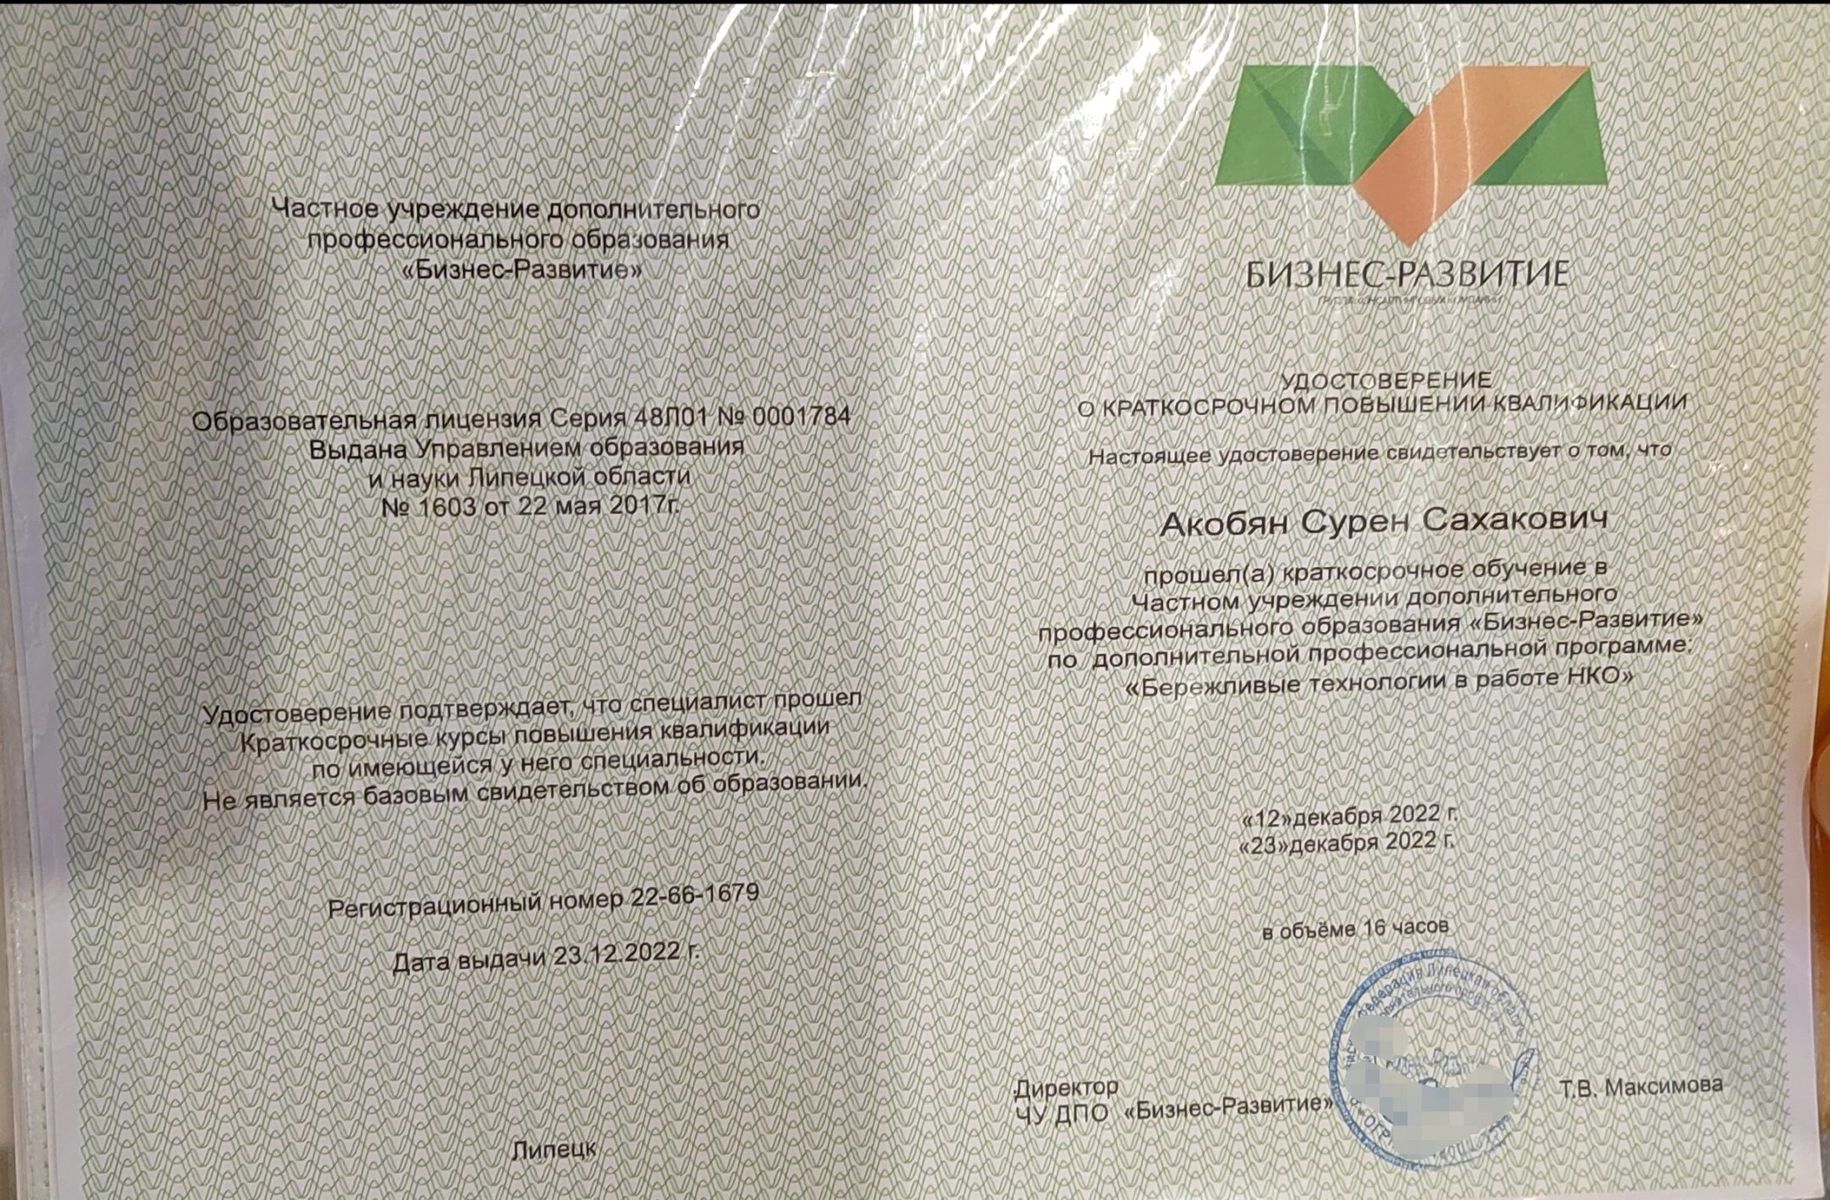 Частное учреждение дополнительного
профессионального образования
«Бизнес-Развитие»
Образовательная лицензия Серия 48Л01 № 0001784
Выдана Управлением образования
и науки Липецкой области
№ 1603 от 22 мая 2017г.
Удостоверение подтверждает, что специалист прошел
Краткосрочные курсы повышения квалификации
по имеющейся у него специальности.
Не является базовым свидетельством об образовании.
Регистрационный номер 22-66-1679
Дата выдачи 23.12.2022 г.
Липецк
БИЗНЕС-РАЗВИТИЕ
ГРУППА КОНСАЛТИНГОВЫХ КОМПАНИЙ
УДОСТОВЕРЕНИЕ
О КРАТКОСРОЧНОМ ПОВЫШЕНИИ КВАЛИФИКАЦИИ
Настоящее удостоверение свидетельствует о том, что
Акобян Сурен Сахакович
прошел(а) краткосрочное обучение в
Частном учреждении дополнительного
профессионального образования «Бизнес-Развитие»
по дополнительной профессиональной программе:
«Бережливые технологии в работе НКО»
«12»декабря 2022 г.
«23»декабря 2022 г.
в объёме 16 часов
Липецкая область
Директор
ЧУ ДПО «Бизнес-Развитие»
Т.В. Максимова